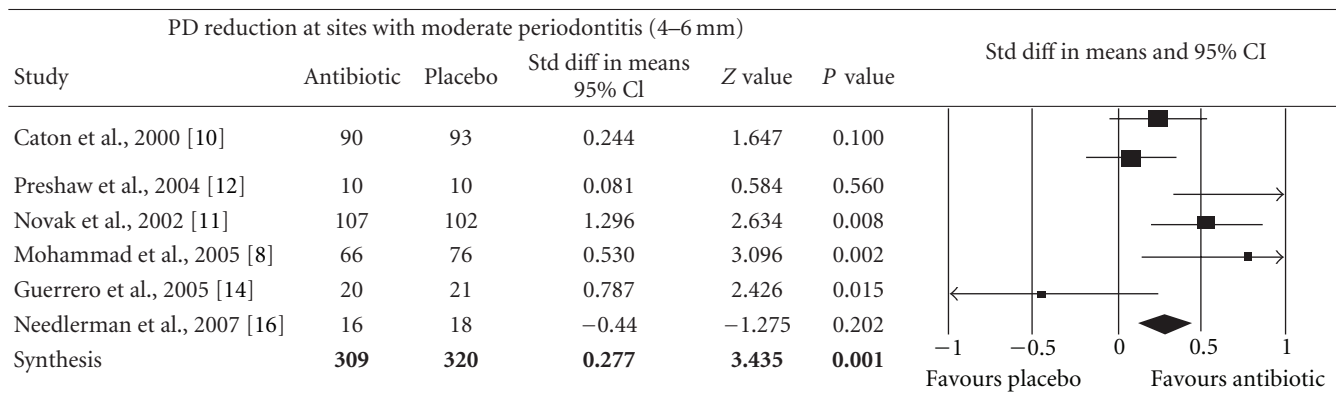 PD reduction at sites with moderate periodontitis (4–6 mm)
Study Antibiotic Placebo Std diff in means 95% Cl Z value P value Std diff in means and 95% CI
Caton et al., 2000 [10] 90 93 0.244 1.647 0.100
Preshaw et al., 2004 [12] 10 10 0.081 0.584 0.560
Novak et al., 2002 [11] 107 102 1.296 2.634 0.008
Mohammad et al., 2005 [8] 66 76 0.530 3.096 0.002
Guerrero et al., 2005 [14] 20 21 0.787 2.426 0.015
Needlerman et al., 2007 [16] 16 18 −0.44 −1.275 0.202
Synthesis 309 320 0.277 3.435 0.001
−1 −0.5 0 0.5 1
Favours placebo Favours antibiotic